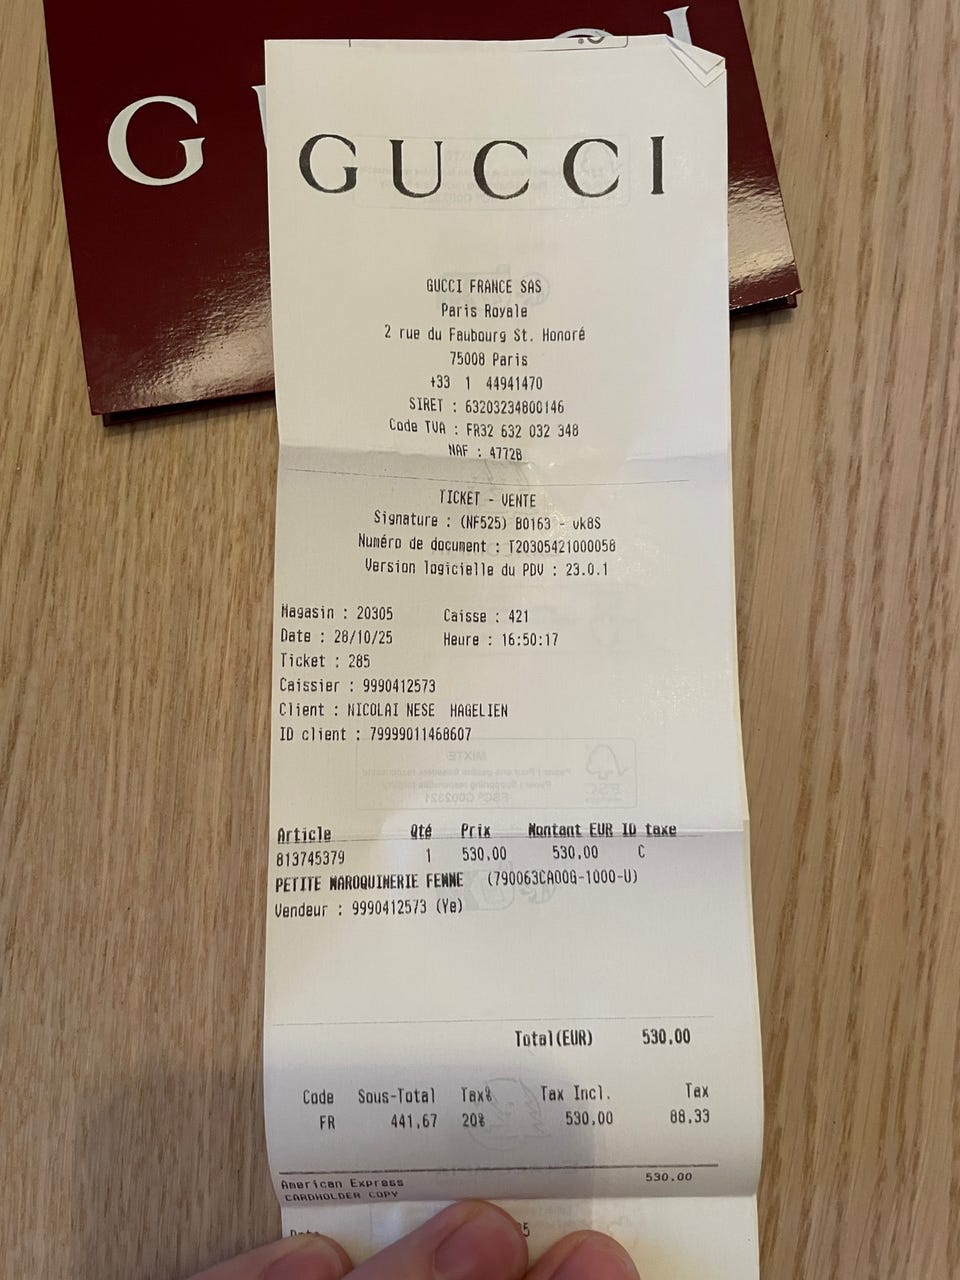 G
GUCCI
GUCCI FRANCE SAS
Paris Royale
2 rue du Faubourg St. Honoré
75008 Paris
+33 1 44941470
SIRET : 63203234800146
Code TVA : FR32 632 032 348
NAF : 4772B
TICKET - VENTE
Signature : (NF525) B0163 - vk8S
Numéro de document : T20305421000058
Version logicielle du PDV : 23.0.1
Magasin : 20305 Caisse : 421
Date : 28/10/25 Heure : 16:50:17
Ticket : 285
Caissier : 9990412573
Client : NICOLAI NESE HAGELIEN
ID client : 79999011468607
Article Qté Prix Montant EUR ID taxe
813745379 1 530,00 530,00 C
PETITE MAROQUINERIE FEMME (790063CA00G-1000-U)
Vendeur : 9990412573 (Ye)
Total(EUR) 530,00
Code Sous-Total Tax% Tax Incl. Tax
FR 441,67 20% 530,00 88,33
American Express 530,00
CARDHOLDER COPY